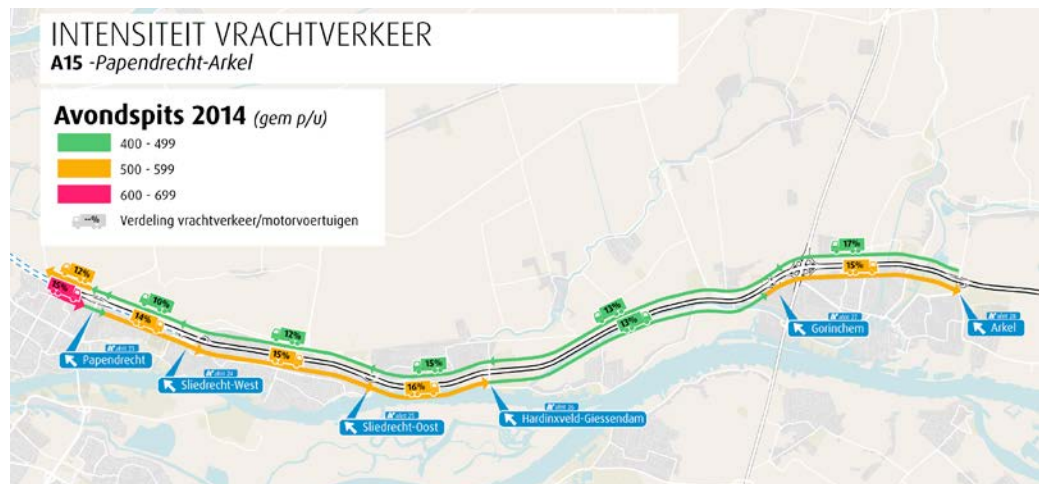 INTENSITEIT VRACHTVERKEER
A15 -Papendrecht-Arkel
Avondspits 2014 (gem p/u)
400 - 499
500 - 599
600 - 699
--% Verdeling vrachtverkeer/motorvoertuigen
12%
15%
10%
14%
12%
15%
15%
16%
13%
13%
17%
15%
Papendrecht
Sliedrecht-West
Sliedrecht-Oost
Hardinxveld-Giessendam
Gorinchem
Arkel